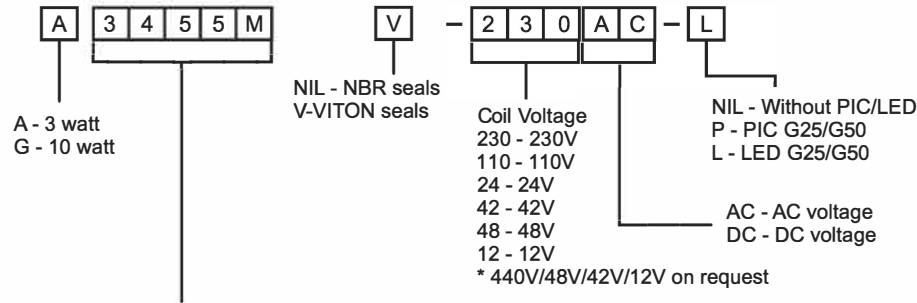 A 3 4 5 5 M V - 2 3 0 A C - L
A - 3 watt
G - 10 watt
NIL - NBR seals
V-VITON seals
Coil Voltage
230 - 230V
110 - 110V
24 - 24V
42 - 42V
48 - 48V
12 - 12V
* 440V/48V/42V/12V on request
NIL - Without PIC/LED
P - PIC G25/G50
L - LED G25/G50
AC - AC voltage
DC - DC voltage